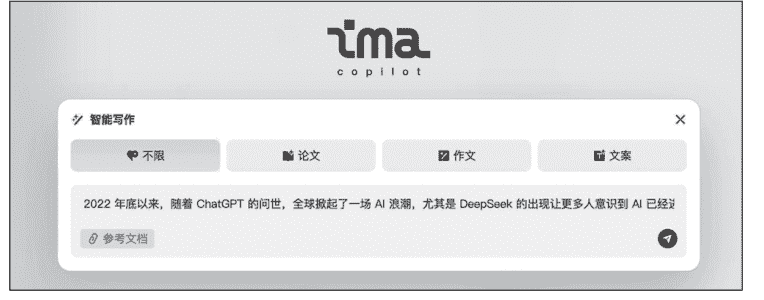 ima
copilot
智能写作
不限
论文
作文
文案
2022 年底以来，随着 ChatGPT 的问世，全球掀起了一场 AI 浪潮，尤其是 DeepSeek 的出现让更多人意识到 AI 已经
参考文档